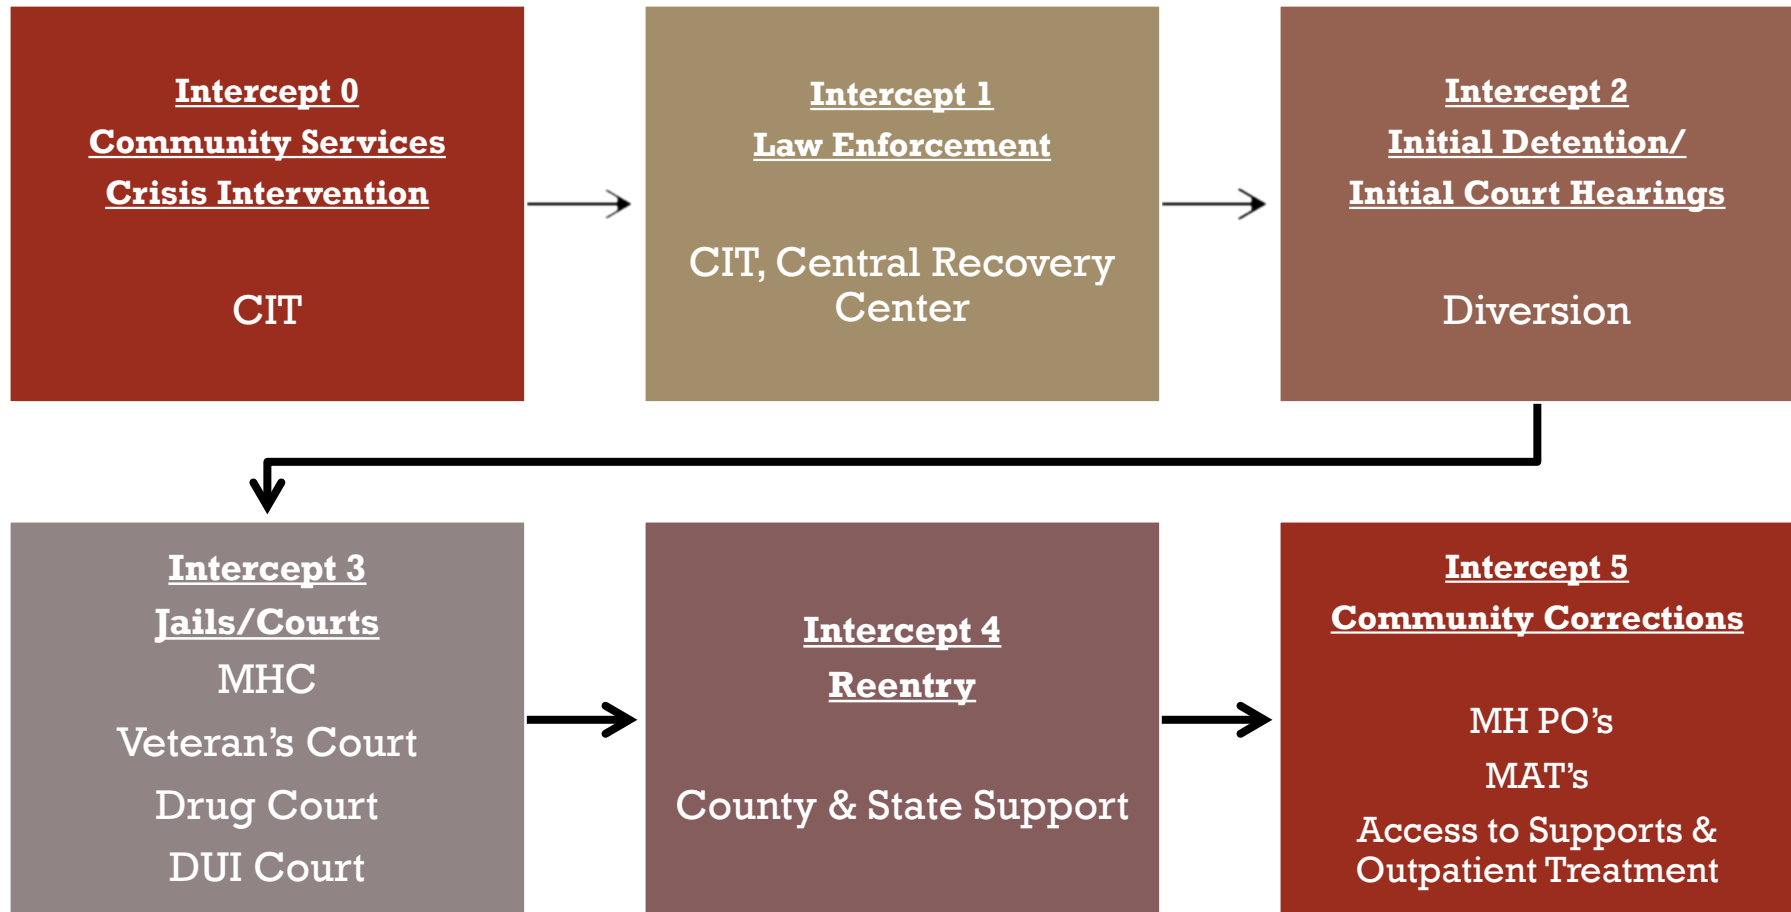 Intercept 0
Community Services
Crisis Intervention
CIT
Intercept 1
Law Enforcement
CIT, Central Recovery
Center
Intercept 2
Initial Detention/
Initial Court Hearings
Diversion
Intercept 3
Jails/Courts
MHC
Veteran’s Court
Drug Court
DUI Court
Intercept 4
Reentry
County & State Support
Intercept 5
Community Corrections
MH PO’s
MAT’s
Access to Supports &
Outpatient Treatment